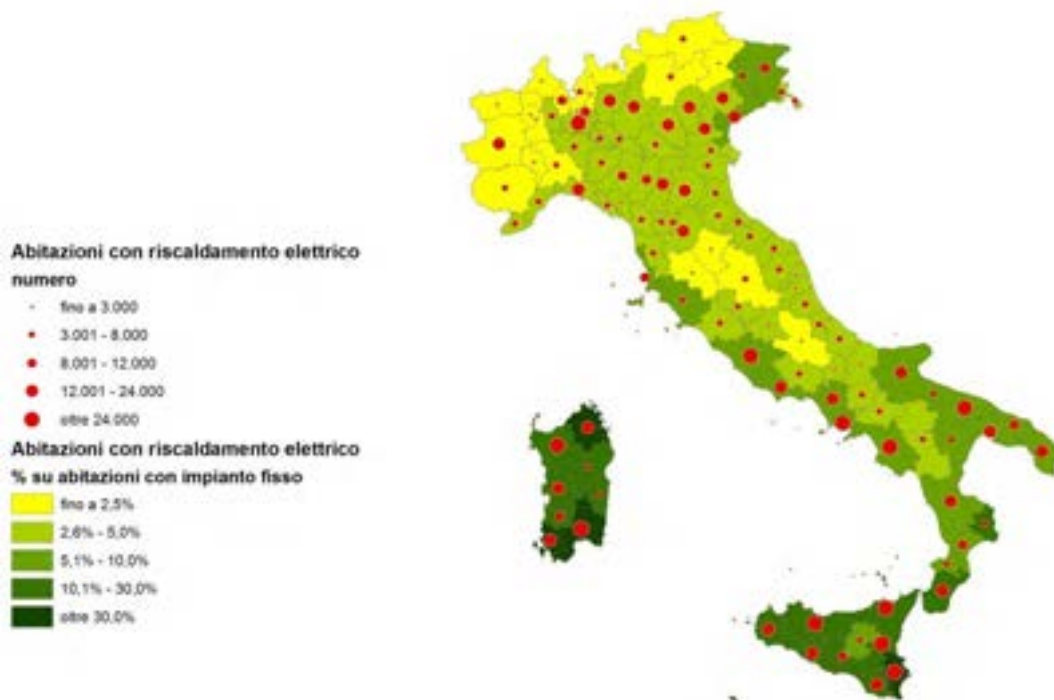 Abitazioni con riscaldamento elettrico
numero
fino a 3.000
3.001 - 8.000
8.001 - 12.000
12.001 - 24.000
oltre 24.000
Abitazioni con riscaldamento elettrico
% su abitazioni con impianto fisso
fino a 2,5%
2,6% - 5,0%
5,1% - 10,0%
10,1% - 30,0%
oltre 30,0%